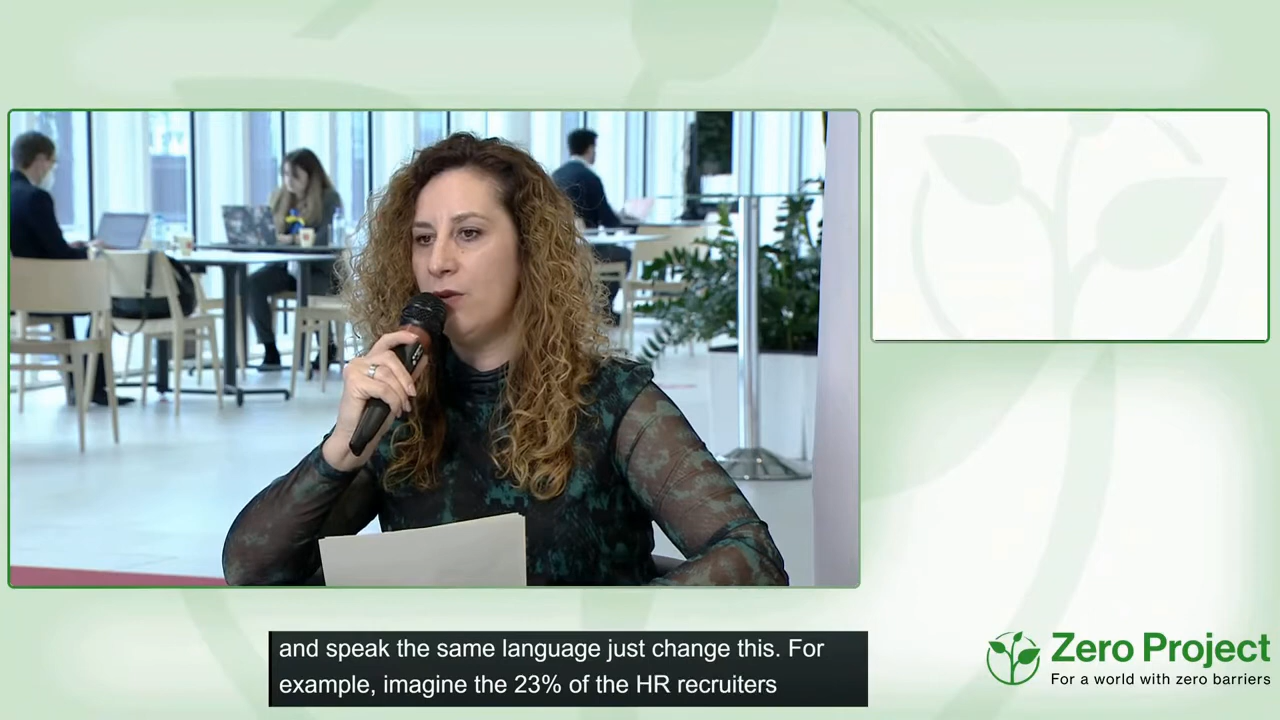 and speak the same language just change this. For
example, imagine the 23% of the HR recruiters
Zero Project
For a world with zero barriers